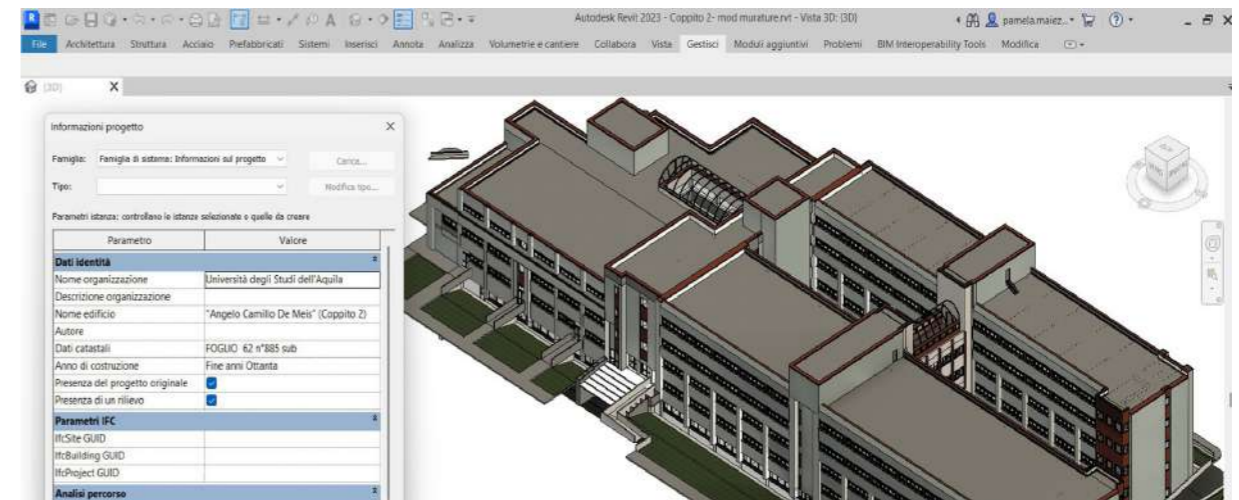 Autodesk Revit 2023 - Coppito 2- mod murature.rvt - Vista 3D: {3D}
pamela.maiez...
File Architettura Struttura Acciaio Prefabbricati Sistemi Inserisci Annota Analizza Volumetrie e cantiere Collabora Vista Gestisci Moduli aggiuntivi Problemi BIM Interoperability Tools Modifica
{3D}
Informazioni progetto
Famiglia: Famiglia di sistema: Informazioni sul progetto Carica...
Tipo: Modifica tipo...
Parametri istanza: controllano le istanze selezionate o quelle da creare
Parametro Valore
Dati identità
Nome organizzazione Università degli Studi dell'Aquila
Descrizione organizzazione
Nome edificio "Angelo Camillo De Meis" (Coppito 2)
Autore
Dati catastali FOGLIO 62 n°885 sub
Anno di costruzione Fine anni Ottanta
Presenza del progetto originale
Presenza di un rilievo
Parametri IFC
IfcSite GUID
IfcBuilding GUID
IfcProject GUID
Analisi percorso